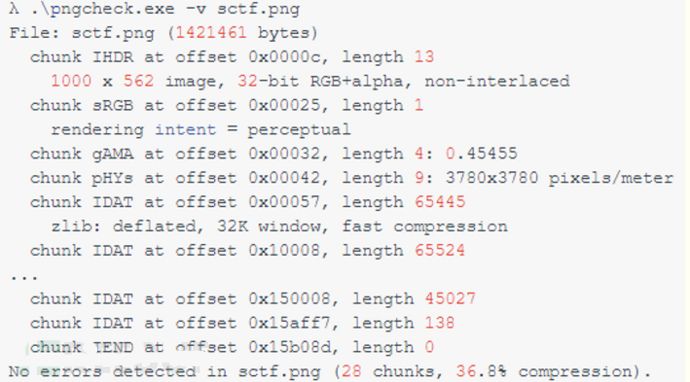 λ .\pngcheck.exe -v sctf.png
File: sctf.png (1421461 bytes)
chunk IHDR at offset 0x0000c, length 13
1000 x 562 image, 32-bit RGB+alpha, non-interlaced
chunk sRGB at offset 0x00025, length 1
rendering intent = perceptual
chunk gAMA at offset 0x00032, length 4: 0.45455
chunk pHYs at offset 0x00042, length 9: 3780x3780 pixels/meter
chunk IDAT at offset 0x00057, length 65445
zlib: deflated, 32K window, fast compression
chunk IDAT at offset 0x10008, length 65524
...
chunk IDAT at offset 0x150008, length 45027
chunk IDAT at offset 0x15aff7, length 138
chunk IEND at offset 0x15b08d, length 0
No errors detected in sctf.png (28 chunks, 36.8% compression).